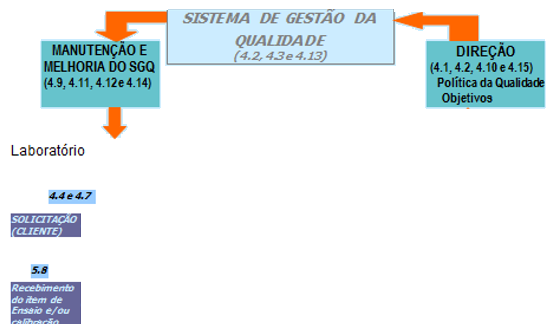 SISTEMA DE GESTÃO DA
QUALIDADE
(4.2, 4.3 e 4.13)
MANUTENÇÃO E
MELHORIA DO SGQ
(4.9, 4.11, 4.12 e 4.14)
DIREÇÃO
(4.1, 4.2, 4.10 e 4.15)
Política da Qualidade
Objetivos
Laboratório
4.4 e 4.7
SOLICITAÇÃO
(CLIENTE)
5.8
Recebimento
do item de
Ensaio e/ou
calibração